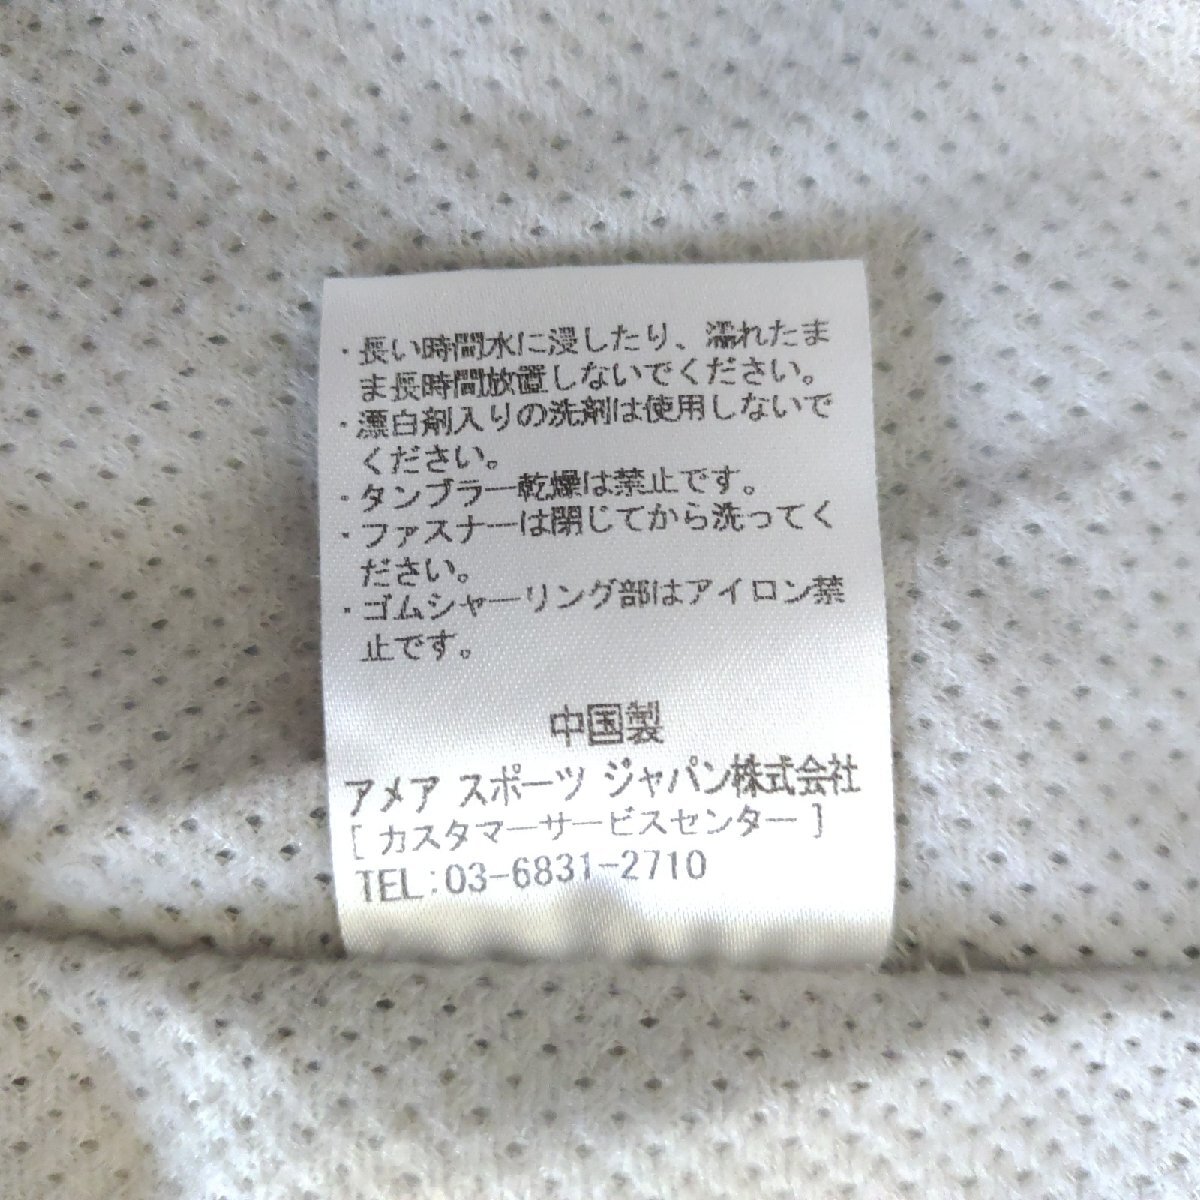 ・長い時間水に浸したり、濡れたま
ま長時間放置しないでください。
・漂白剤入りの洗剤は使用しないで
ください。
・タンブラー乾燥は禁止です。
・ファスナーは閉じてから洗ってく
ださい。
・ゴムシャーリング部はアイロン禁
止です。
中国製
アメア スポーツ ジャパン株式会社
[ カスタマーサービスセンター ]
TEL:03-6831-2710